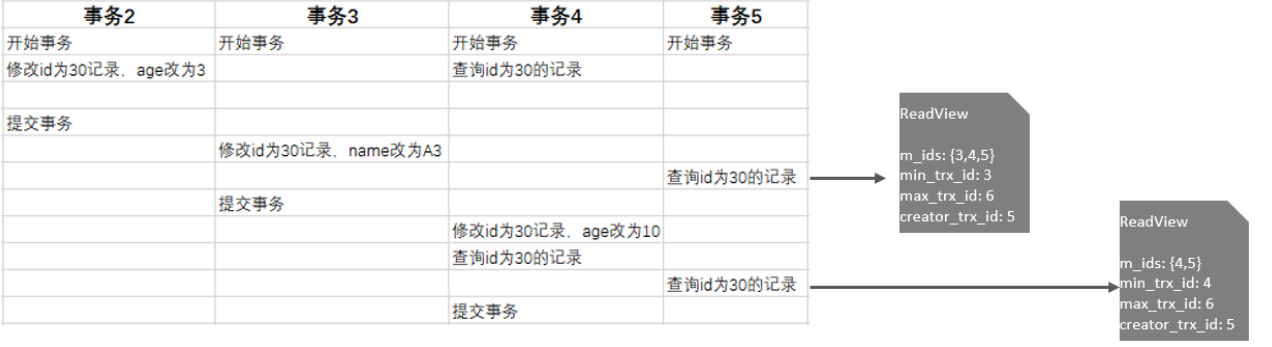 事务2 事务3 事务4 事务5
开始事务 开始事务 开始事务 开始事务
修改id为30记录，age改为3 查询id为30的记录
提交事务
修改id为30记录，name改为A3
查询id为30的记录
提交事务
修改id为30记录，age改为10
查询id为30的记录
查询id为30的记录
提交事务
ReadView
m_ids: {3,4,5}
min_trx_id: 3
max_trx_id: 6
creator_trx_id: 5
ReadView
m_ids: {4,5}
min_trx_id: 4
max_trx_id: 6
creator_trx_id: 5